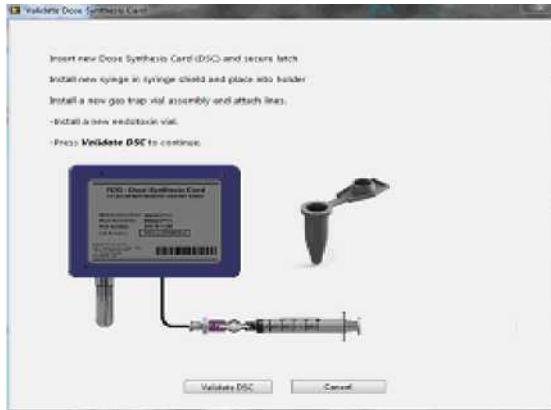 Validate Dose Synthesis Card
Insert new Dose Synthesis Card (DSC) and secure latch
Install new syringe in syringe shield and place into holder
Install a new gas trap vial assembly and attach lines.
-Install a new endotoxin vial.
-Press Validate DSC to continue.
FDG - Dose Synthesis Card
Validate DSC
Cancel